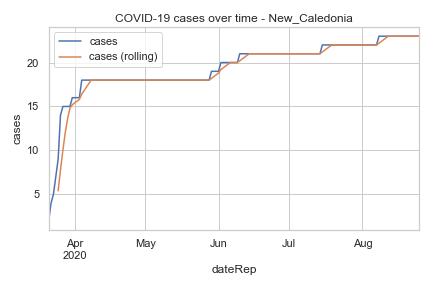 COVID-19 cases over time - New_Caledonia
cases
cases (rolling)
cases
20
15
10
5
Apr
2020
May
Jun
Jul
Aug
dateRep